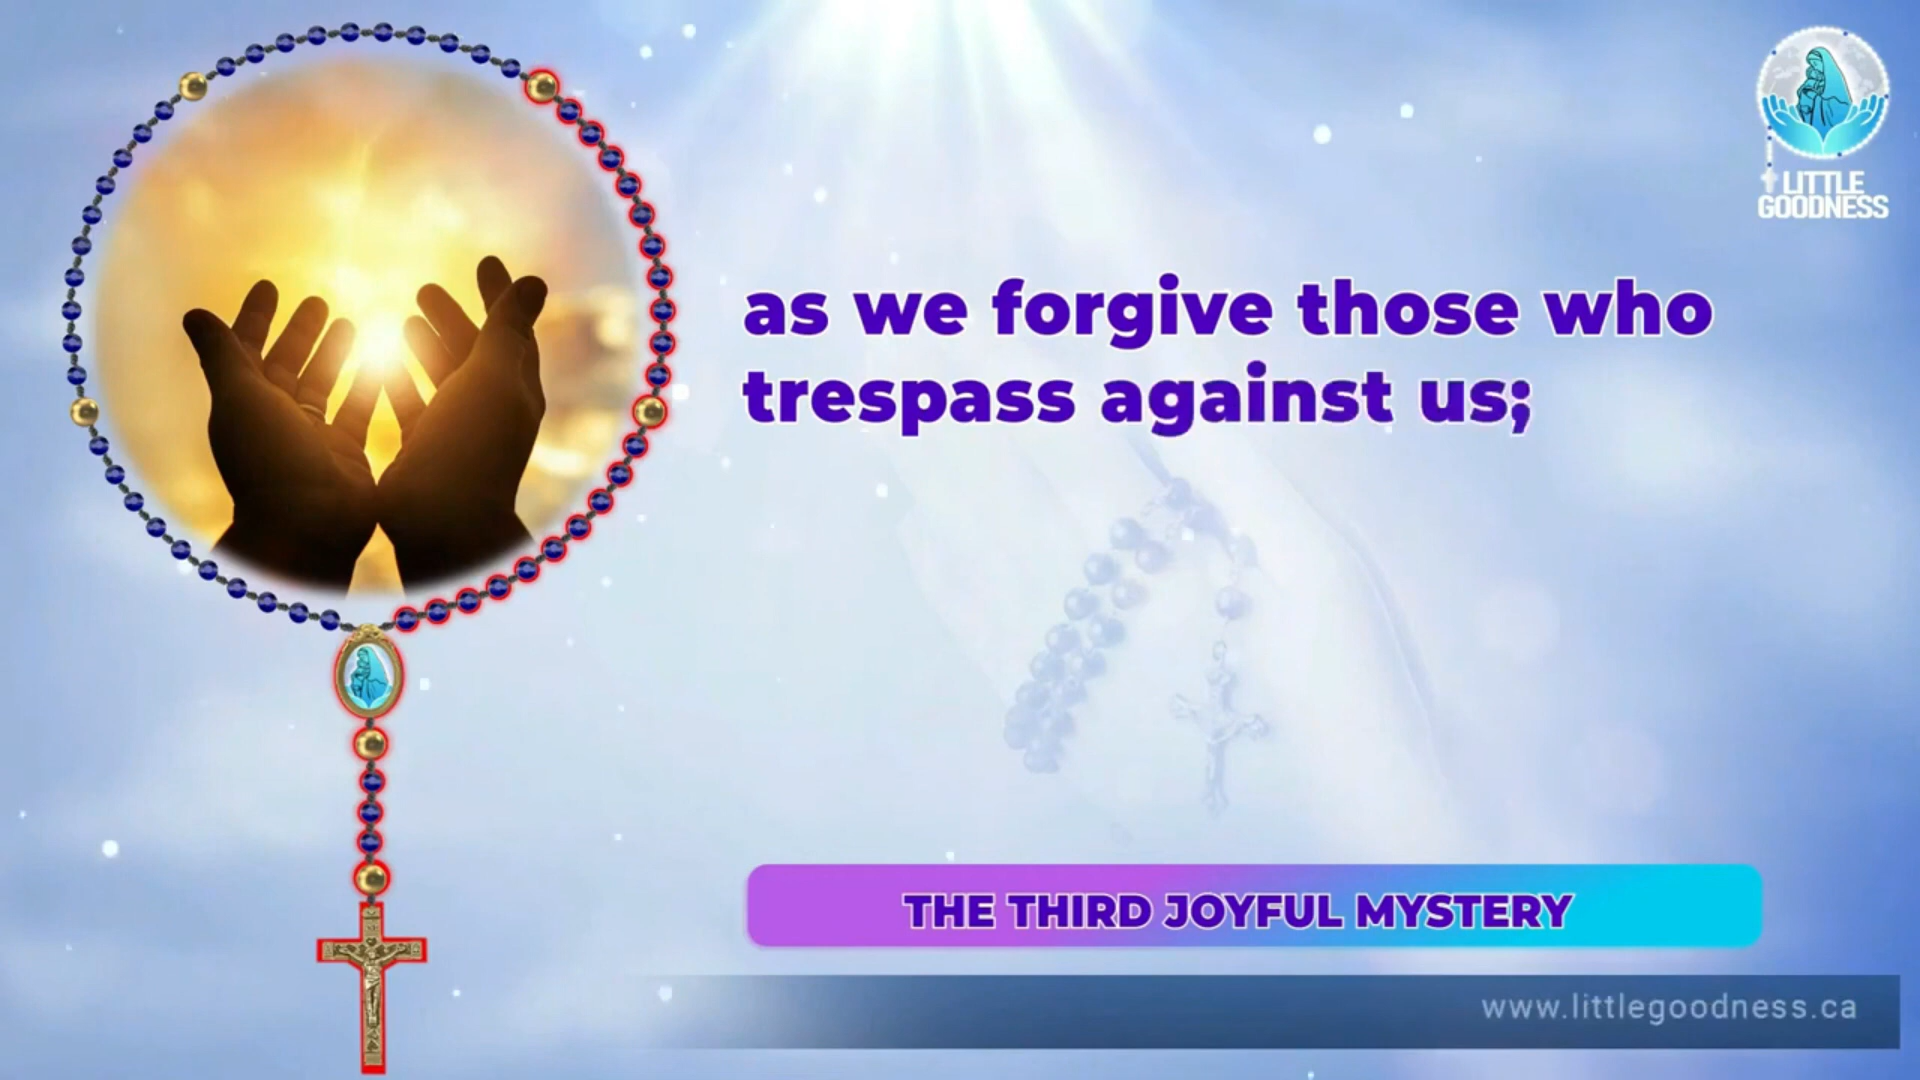 LITTLE
GOODNESS
as we forgive those who
trespass against us;
THE THIRD JOYFUL MYSTERY
www.littlegoodness.ca